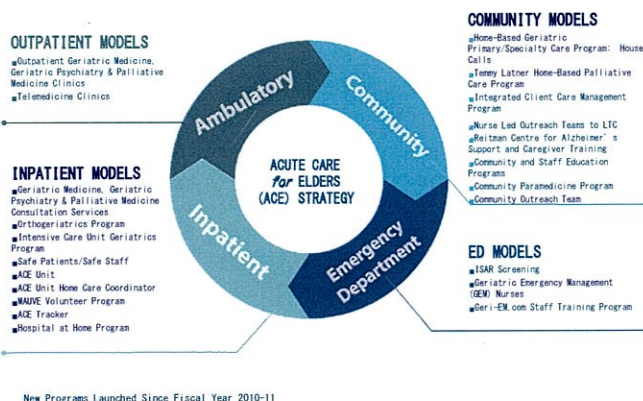 OUTPATIENT MODELS
■Outpatient Geriatric Medicine,
Geriatric Psychiatry & Palliative
Medicine Clinics
■Telemedicine Clinics
INPATIENT MODELS
■Geriatric Medicine, Geriatric
Psychiatry & Palliative Medicine
Consultation Services
■Orthogeriatrics Program
■Intensive Care Unit Geriatrics
Program
■Safe Patients/Safe Staff
■ACE Unit
■ACE Unit Home Care Coordinator
■MAUVE Volunteer Program
■ACE Tracker
■Hospital at Home Program
Ambulatory
Community
Inpatient
Emergency
Department
ACUTE CARE
for ELDERS
(ACE) STRATEGY
COMMUNITY MODELS
■Home-Based Geriatric
Primary/Specialty Care Program: House
Calls
■Temmy Latner Home-Based Palliative
Care Program
■Integrated Client Care Management
Program
■Nurse Led Outreach Teams to LTC
■Reitman Centre for Alzheimer's
Support and Caregiver Training
■Community and Staff Education
Programs
■Community Paramedicine Program
■Community Outreach Team
ED MODELS
■ISAR Screening
■Geriatric Emergency Management
(GEM) Nurses
■Geri-EM.com Staff Training Program
New Programs Launched Since Fiscal Year 2010-11